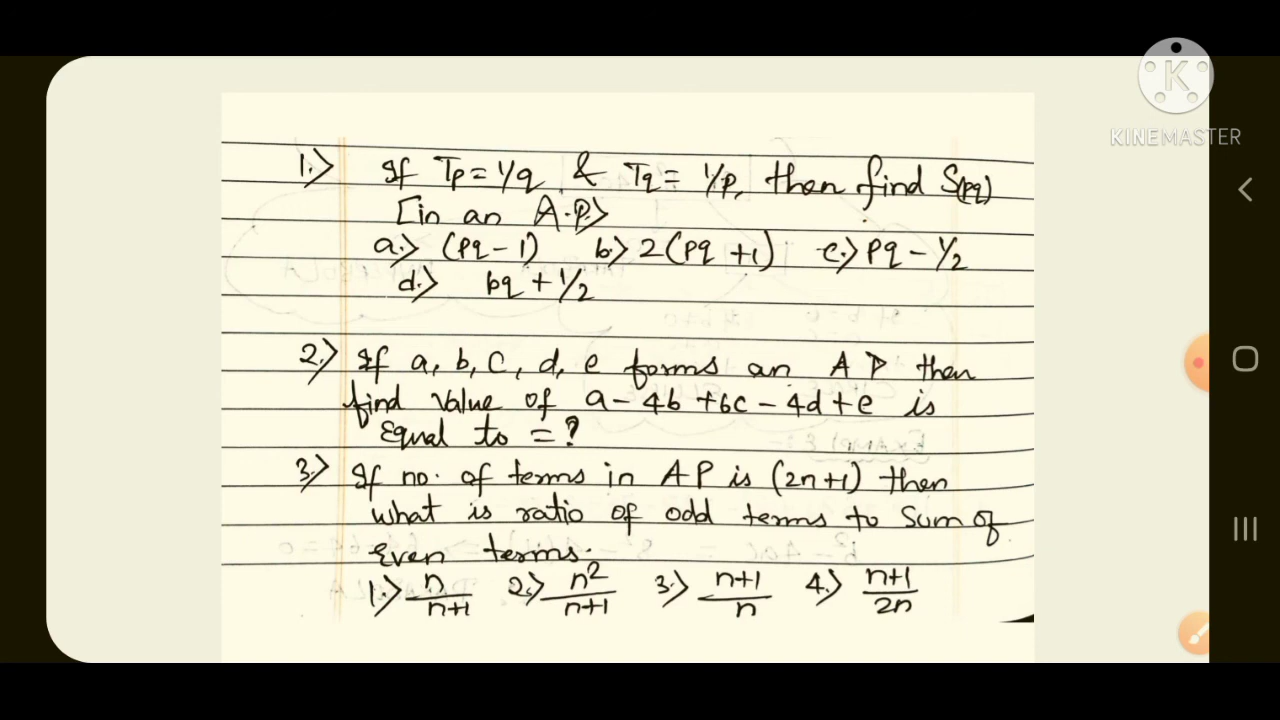 KINEMASTER
1.> If Tp = 1/q & Tq = 1/p, then find S(pq)
[in an A.P.>
a.> (pq - 1) b.> 2(pq + 1) c.> pq - 1/2
d.> pq + 1/2
2.> If a, b, c, d, e forms an AP then
find value of a - 4b + 6c - 4d + e is
equal to = ?
3.> If no. of terms in AP is (2n+1) then
what is ratio of odd terms to sum of
even terms.
1.> n/n+1 2.> n²/n+1 3.> n+1/n 4.> n+1/2n